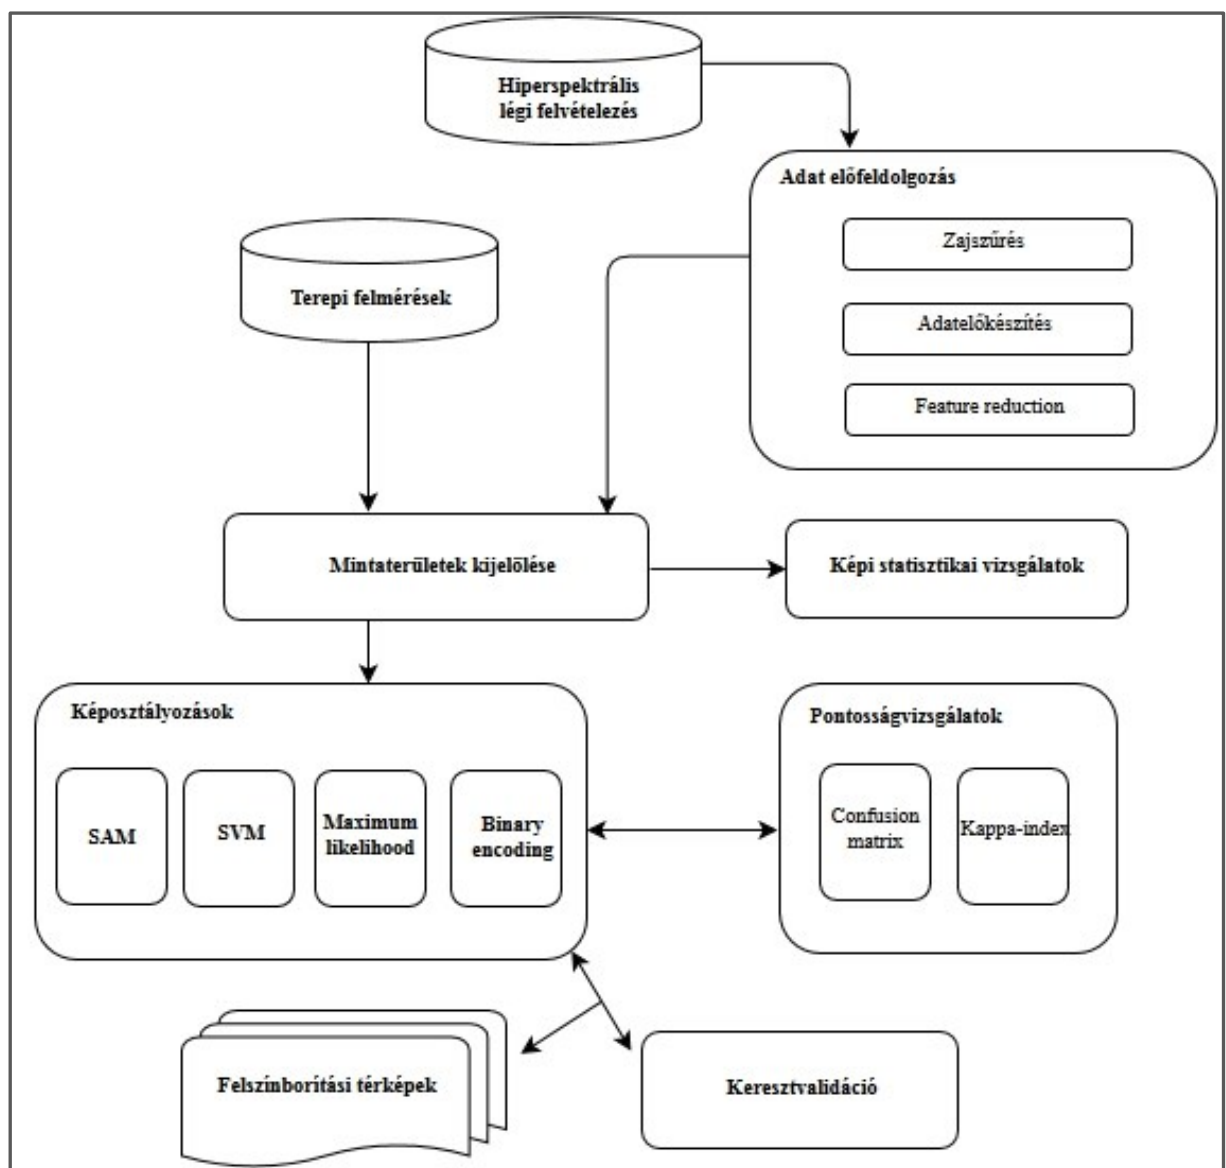 Hiperspektrális
légi felvételezés
Adat előfeldolgozás
Zajszűrés
Adatelőkészítés
Feature reduction
Terepi felmérések
Mintaterületek kijelölése
Képi statisztikai vizsgálatok
Képosztályozások
SAM
SVM
Maximum
likelihood
Binary
encoding
Pontosságvizsgálatok
Confusion
matrix
Kappa-index
Felszínborítási térképek
Keresztvalidáció